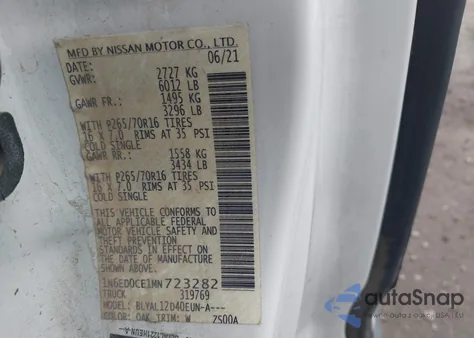 MFD BY NISSAN MOTOR CO., LTD.
DATE: 06/21
GVWR: 2727 KG
6012 LB
GAWR FR.: 1495 KG
3296 LB
WITH P265/70R16 TIRES
16 X 7.0 RIMS AT 35 PSI
COLD SINGLE
GAWR RR.: 1558 KG
3434 LB
WITH P265/70R16 TIRES
16 X 7.0 RIMS AT 35 PSI
COLD SINGLE
THIS VEHICLE CONFORMS TO
ALL APPLICABLE FEDERAL
MOTOR VEHICLE SAFETY AND
THEFT PREVENTION
STANDARDS IN EFFECT ON
THE DATE OF MANUFACTURE
SHOWN ABOVE.
1N6ED0CE1MN723282
TRUCK 319769
MODEL: BLYAL12D40EUN-A---
COLOR: QAK TRIM: W ZS00A
AutaSnap